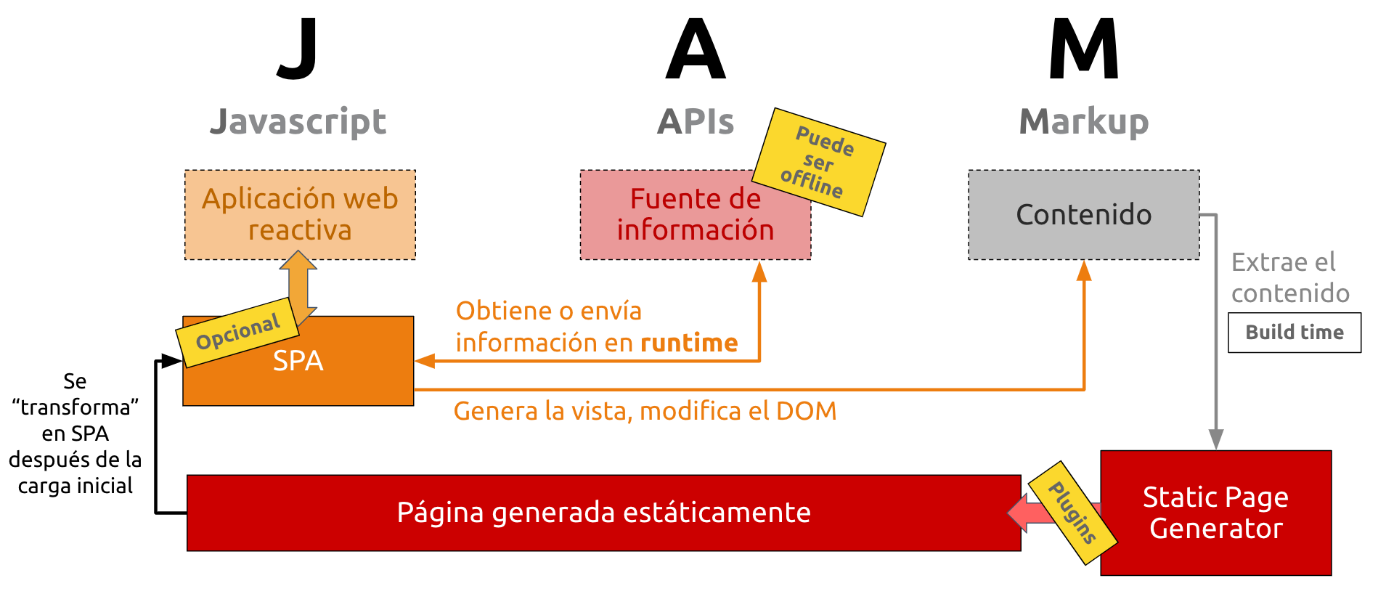 J
A
M
Javascript
APIs
Markup
Puede
ser
offline
Aplicación web
reactiva
Fuente de
información
Contenido
Extrae el
contenido
Build time
Opcional
SPA
Obtiene o envía
información en runtime
Genera la vista, modifica el DOM
Se
“transforma”
en SPA
después de la
carga inicial
Página generada estáticamente
Plugins
Static Page
Generator